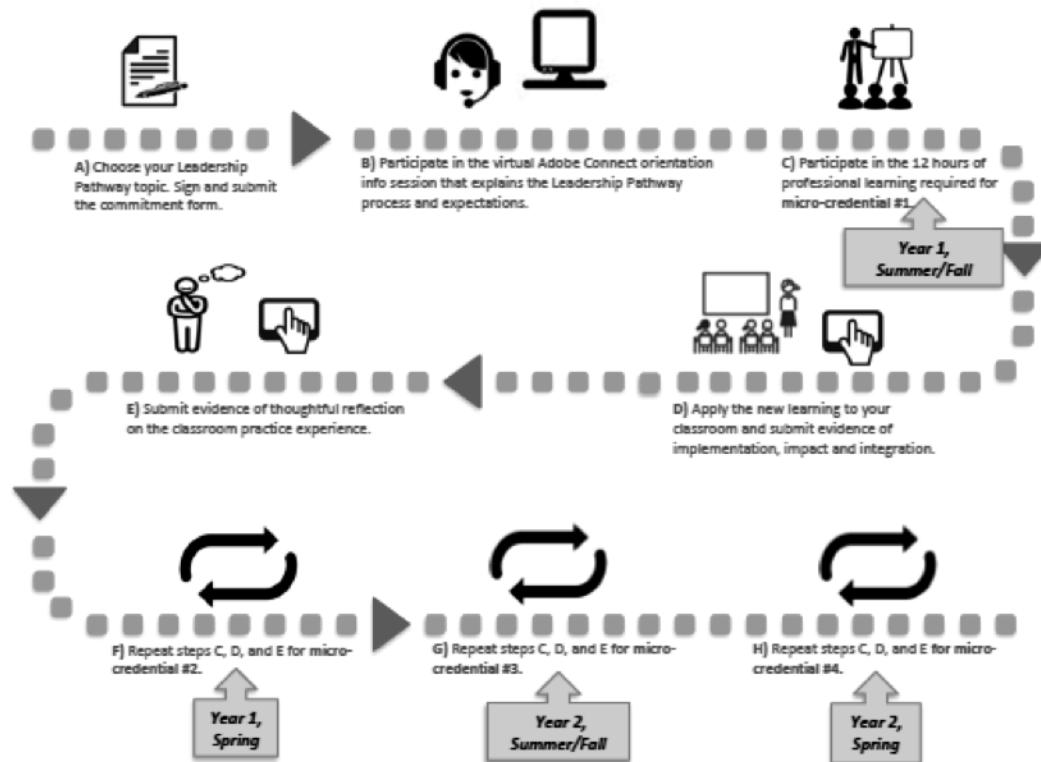 A) Choose your Leadership
Pathway topic. Sign and submit
the commitment form.
B) Participate in the virtual Adobe Connect orientation
info session that explains the Leadership Pathway
process and expectations.
C) Participate in the 12 hours of
professional learning required for
micro-credential #1.
Year 1,
Summer/Fall
E) Submit evidence of thoughtful reflection
on the classroom practice experience.
D) Apply the new learning to your
classroom and submit evidence of
implementation, impact and integration.
F) Repeat steps C, D, and E for micro-
credential #2.
G) Repeat steps C, D, and E for micro-
credential #3.
H) Repeat steps C, D, and E for micro-
credential #4.
Year 1,
Spring
Year 2,
Summer/Fall
Year 2,
Spring